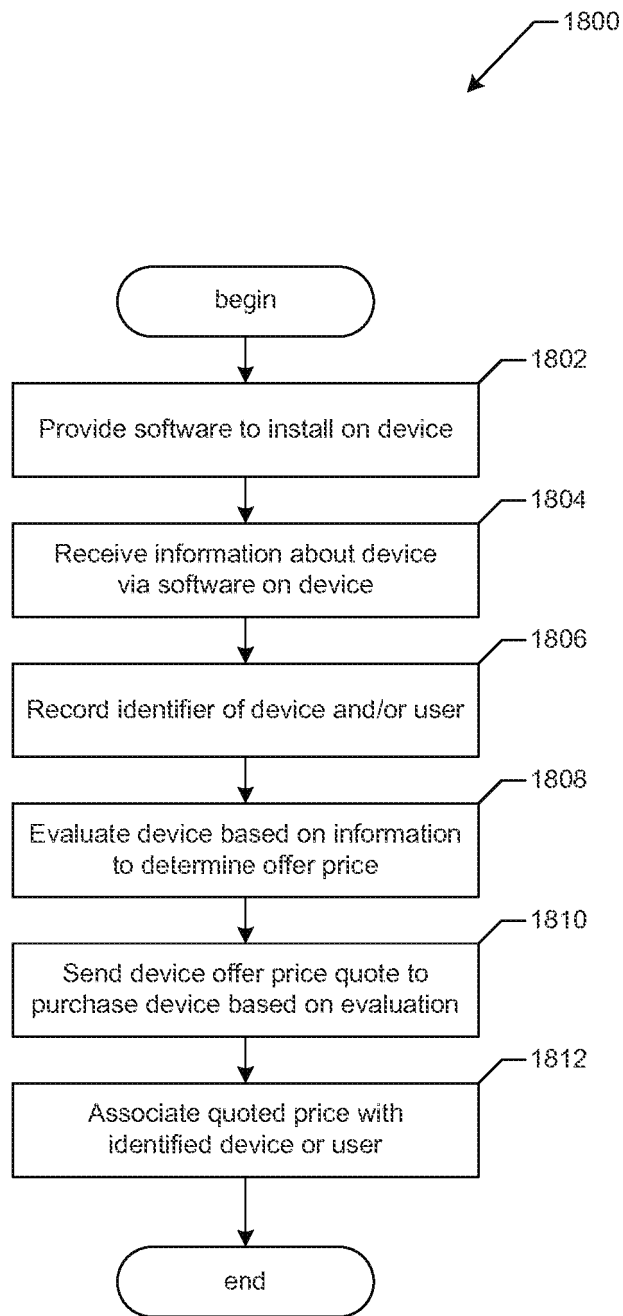 1800
begin
1802
Provide software to install on device
1804
Receive information about device
via software on device
1806
Record identifier of device and/or user
1808
Evaluate device based on information
to determine offer price
1810
Send device offer price quote to
purchase device based on evaluation
1812
Associate quoted price with
identified device or user
end